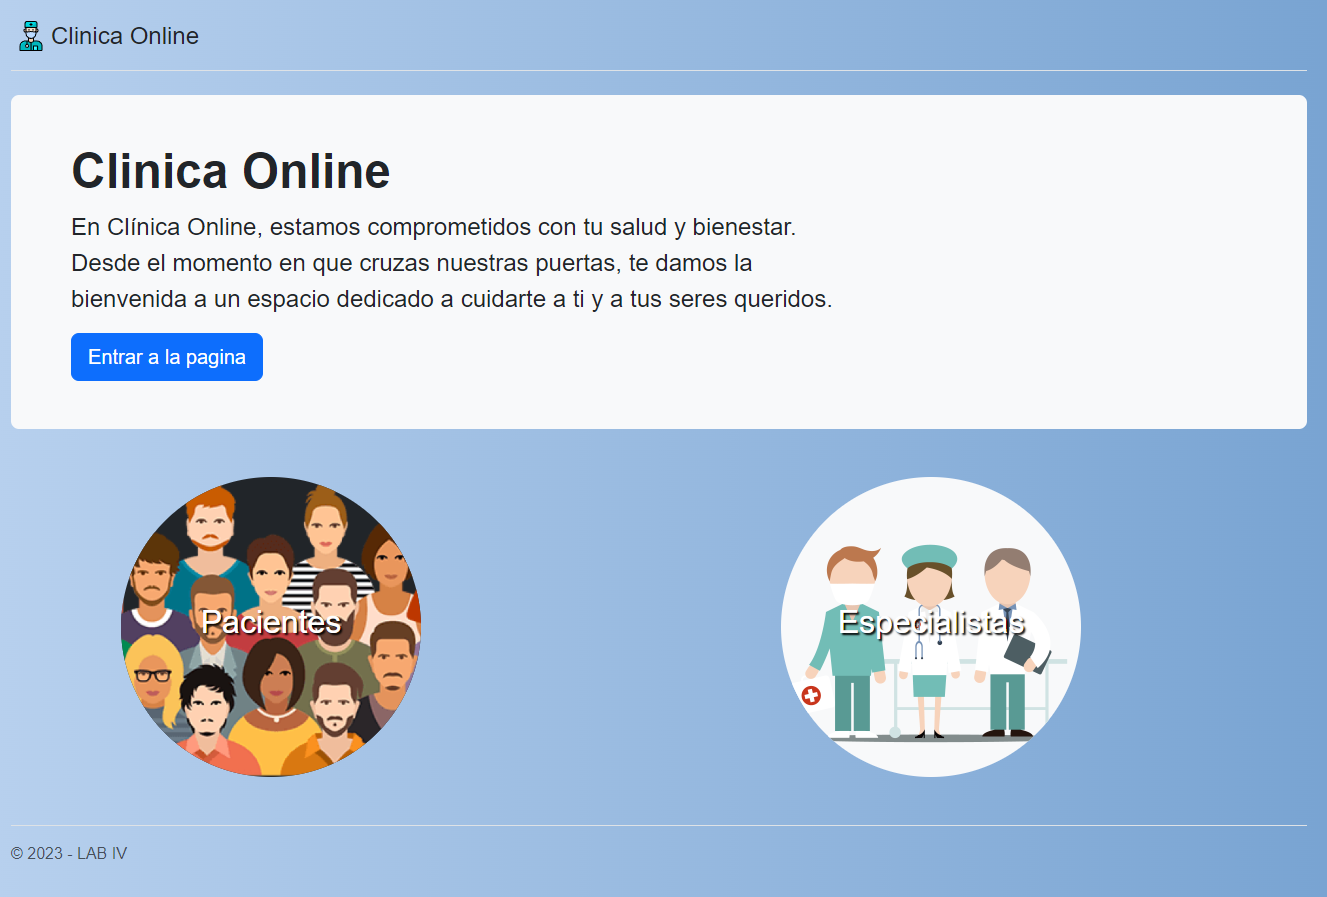 Clinica Online
Clinica Online
En Clínica Online, estamos comprometidos con tu salud y bienestar.
Desde el momento en que cruzas nuestras puertas, te damos la
bienvenida a un espacio dedicado a cuidarte a ti y a tus seres queridos.
Entrar a la pagina
Pacientes
Especialistas
© 2023 - LAB IV